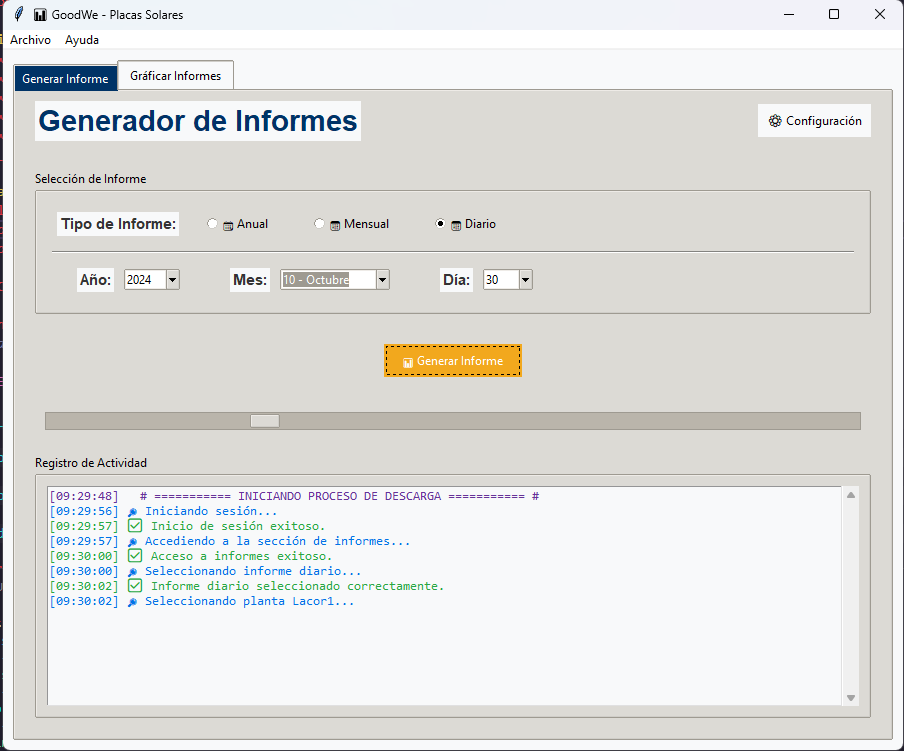 GoodWe - Placas Solares
Archivo Ayuda
Generar Informe Gráficar Informes
Generador de Informes
Configuración
Selección de Informe
Tipo de Informe: Anual Mensual Diario
Año: 2024 Mes: 10 - Octubre Día: 30
Generar Informe
Registro de Actividad
[09:29:48] # =========== INICIANDO PROCESO DE DESCARGA =========== #
[09:29:56] Iniciando sesión...
[09:29:57] Inicio de sesión exitoso.
[09:29:57] Accediendo a la sección de informes...
[09:30:00] Acceso a informes exitoso.
[09:30:00] Seleccionando informe diario...
[09:30:02] Informe diario seleccionado correctamente.
[09:30:02] Seleccionando planta Lacor1...